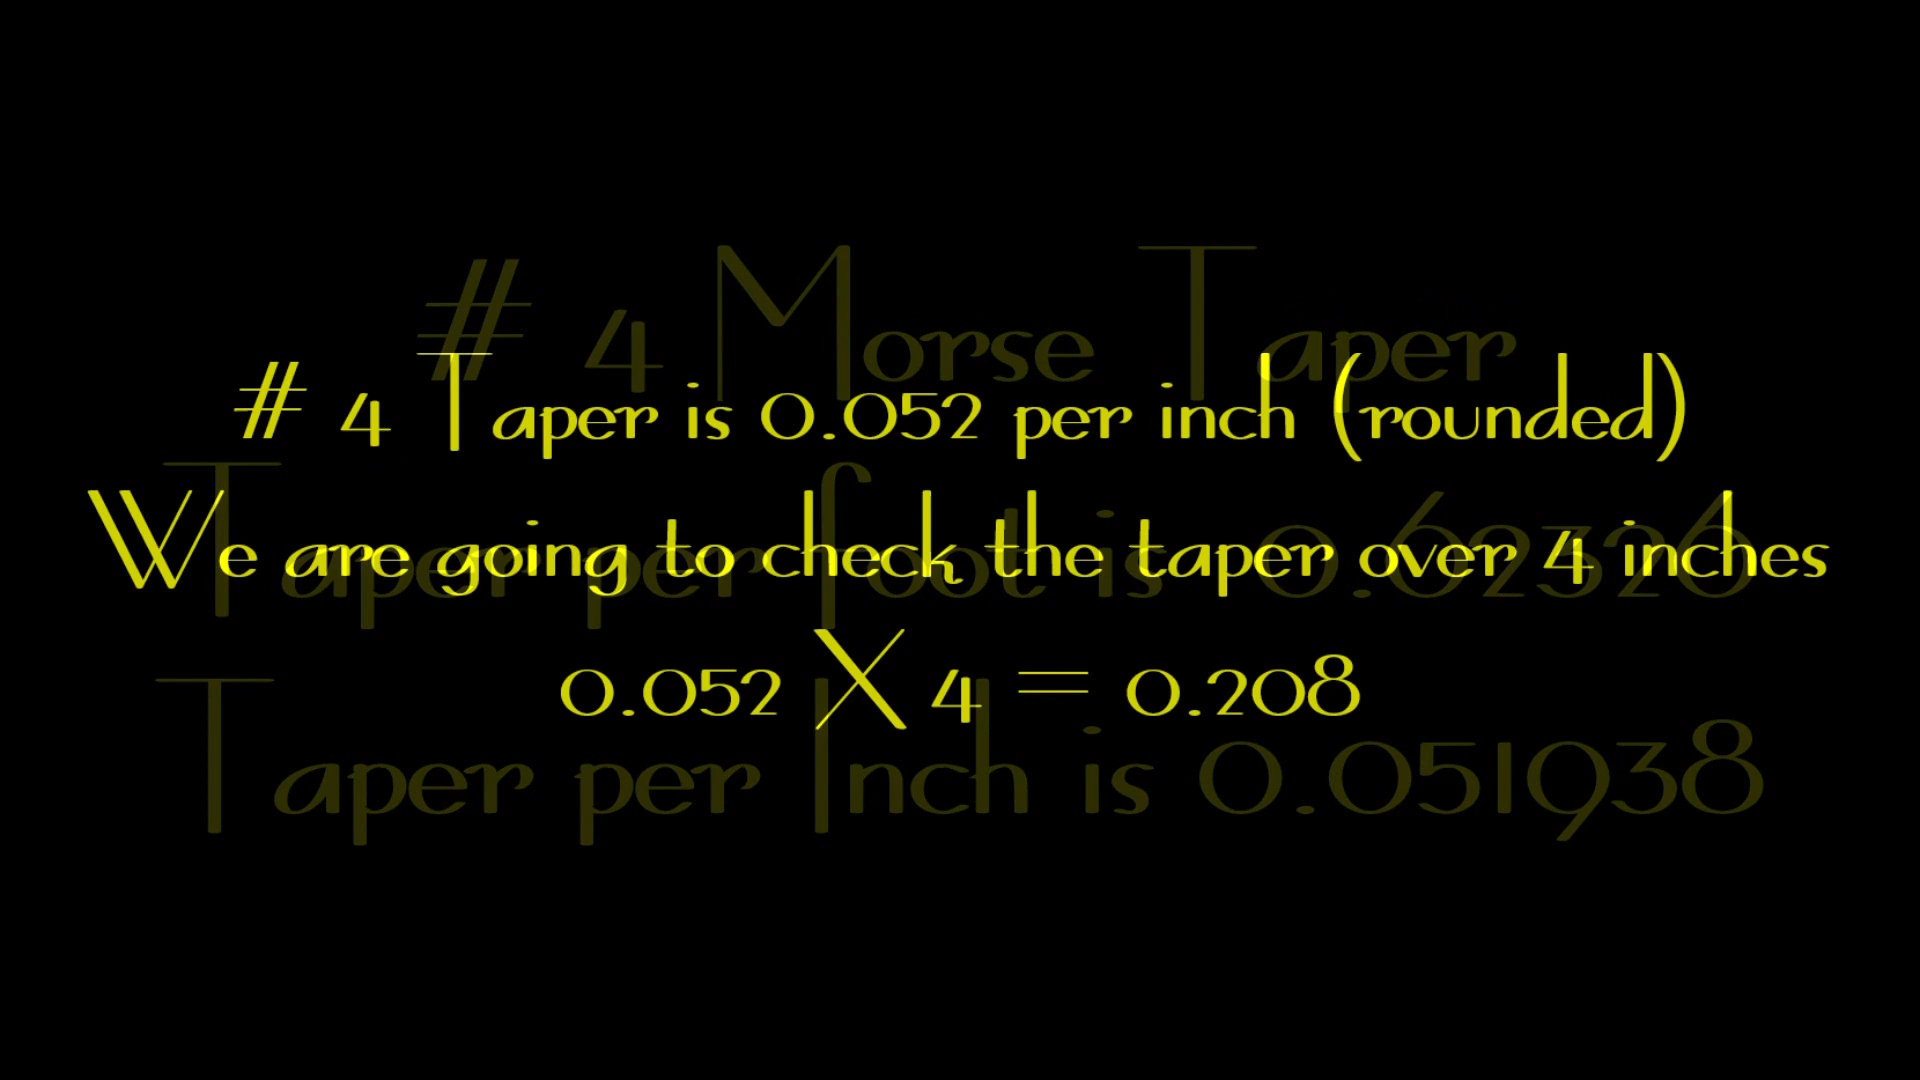 # 4 Morse Taper
# 4 Taper is 0.052 per inch (rounded)
Taper per foot is 0.62326
We are going to check the taper over 4 inches
0.052 X 4 = 0.208
Taper per Inch is 0.051938